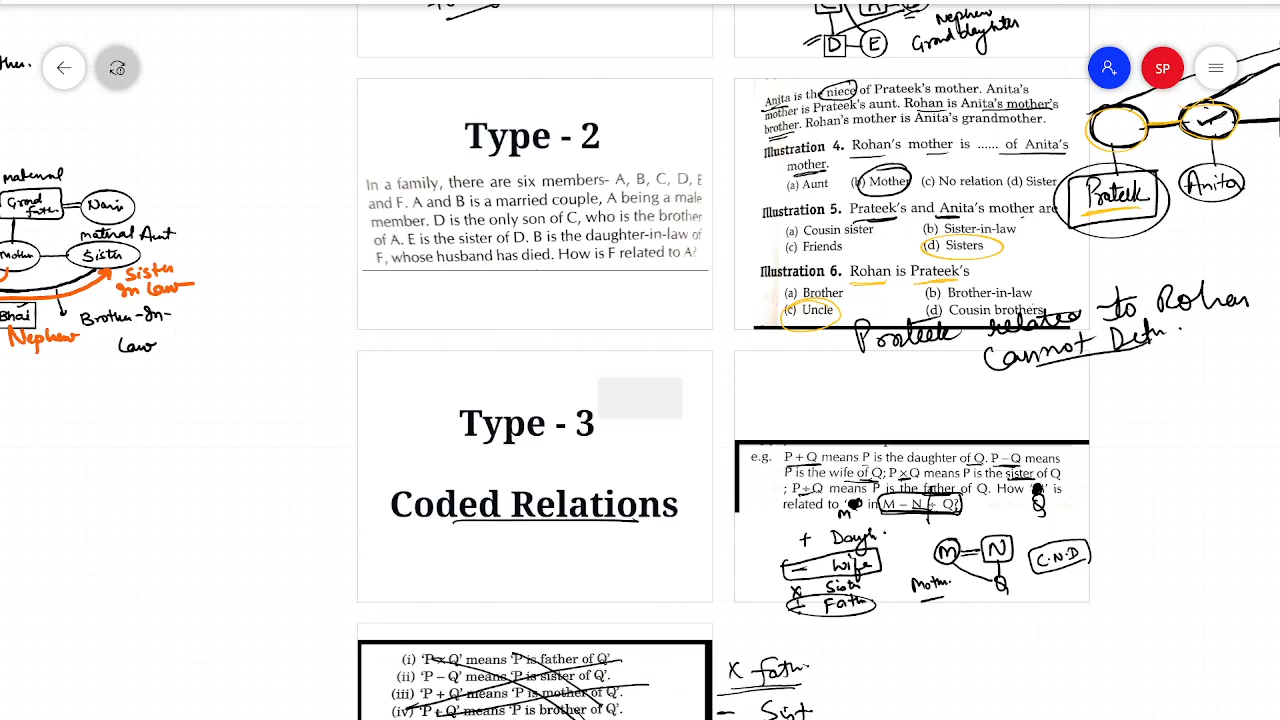 ther.
maternal
Grand
father
Nani
maternal Aunt
Mother
Sister
Sister
In Law
Bhai
Nephew
Brother-In-
Law
Type - 2
In a family, there are six members- A, B, C, D, E
and F. A and B is a married couple, A being a male
member. D is the only son of C, who is the brother
of A. E is the sister of D. B is the daughter-in-law of
F, whose husband has died. How is F related to A?
Type - 3
Coded Relations
(i) 'P × Q' means 'P is father of Q'.
(ii) 'P – Q' means 'P is sister of Q'.
(iii) 'P + Q' means 'P is mother of Q'.
(iv) 'P ÷ Q' means 'P is brother of Q'.
D
E
Nephew
Grand daughter
SP
Anita is the niece of Prateek's mother. Anita's
mother is Prateek's aunt. Rohan is Anita's mother's
brother. Rohan's mother is Anita's grandmother.
Illustration 4. Rohan's mother is ...... of Anita's
mother.
(a) Aunt (b) Mother (c) No relation (d) Sister
Illustration 5. Prateek's and Anita's mother are
(a) Cousin sister (b) Sister-in-law
(c) Friends (d) Sisters
Illustration 6. Rohan is Prateek's
(a) Brother (b) Brother-in-law
(c) Uncle (d) Cousin brothers
Prateek
Anita
Prateek related to Rohan
Cannot Detn.
e.g. P + Q means P is the daughter of Q. P – Q means
P is the wife of Q; P × Q means P is the sister of Q
; P ÷ Q means P is the father of Q. How ' ' is
related to ' ' in M – N ÷ Q?
M
Q
+ Daugh.
– Wife
× Sist
÷ Fath
M = N
Q
Moth.
C.N.D
× Fath.
– Sist